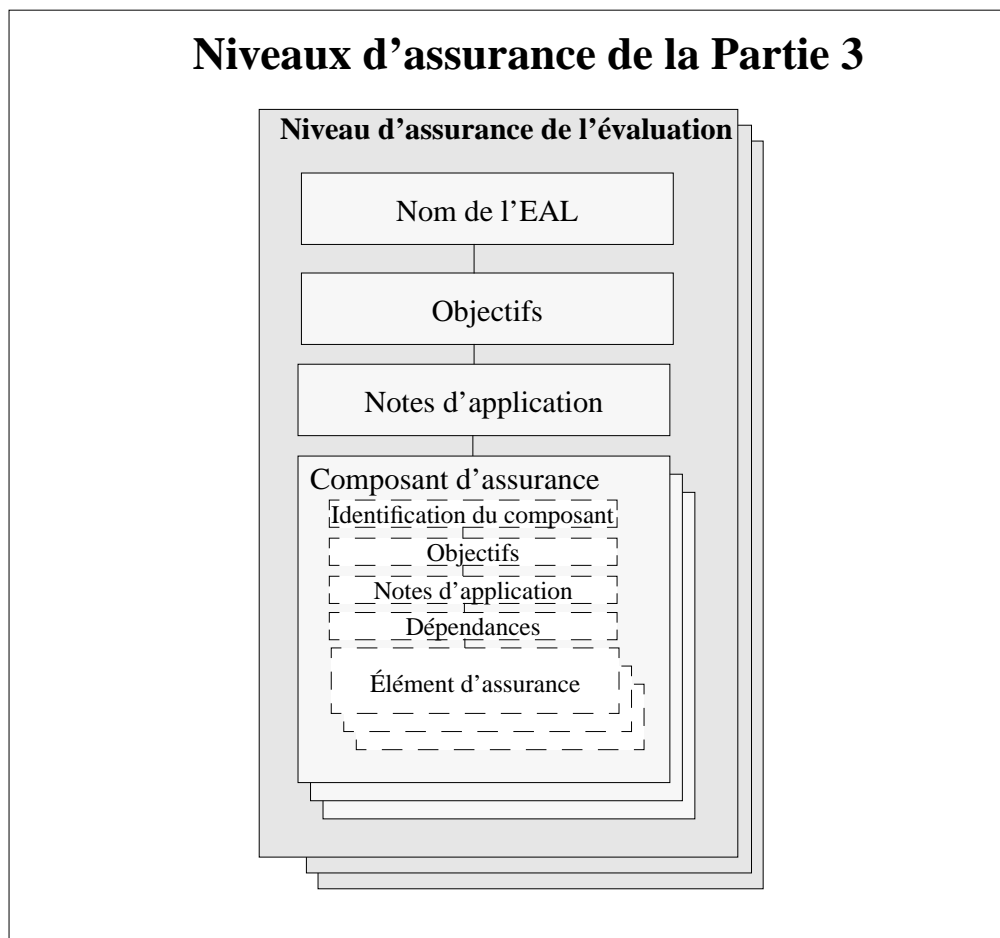 Niveaux d’assurance de la Partie 3
Niveau d’assurance de l’évaluation
Nom de l’EAL
Objectifs
Notes d’application
Composant d’assurance
Identification du composant
Objectifs
Notes d’application
Dépendances
Élément d’assurance